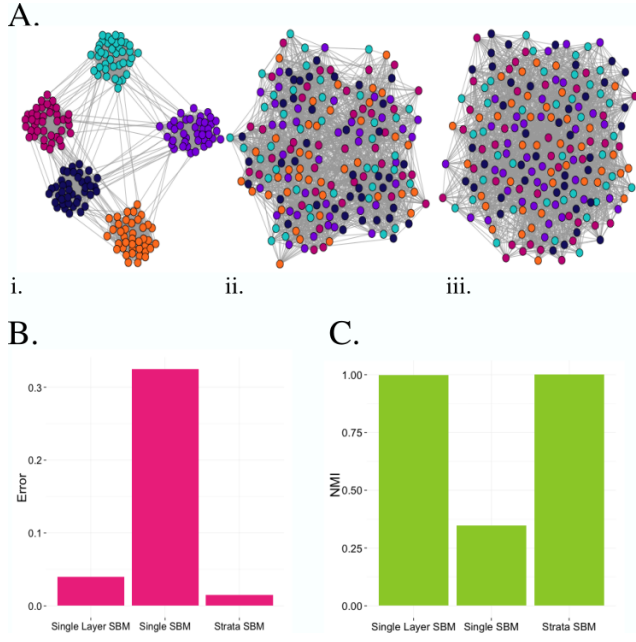 A.
i.
ii.
iii.
B.
C.
0.3
0.2
0.1
0.0
Error
Single Layer SBM
Single SBM
Strata SBM
1.00
0.75
0.50
0.25
0.00
NMI
Single Layer SBM
Single SBM
Strata SBM